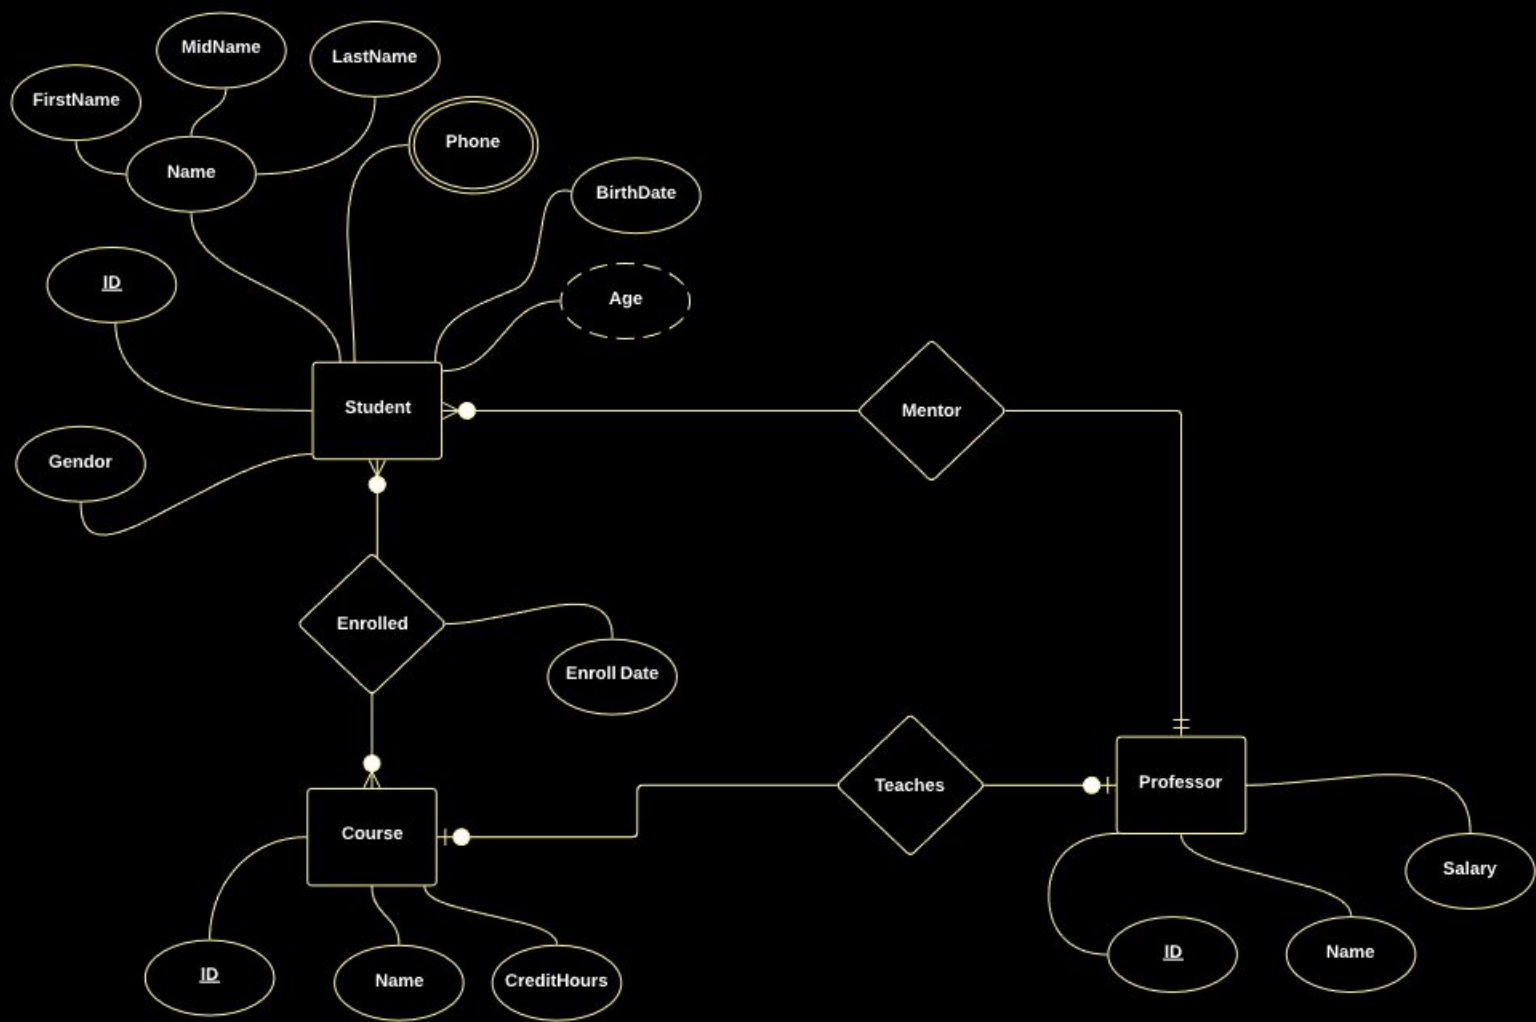 MidName
LastName
FirstName
Phone
Name
BirthDate
ID
Age
Student
Mentor
Gendor
Enrolled
Enroll Date
Teaches
Professor
Course
Salary
ID
Name
ID
Name
CreditHours